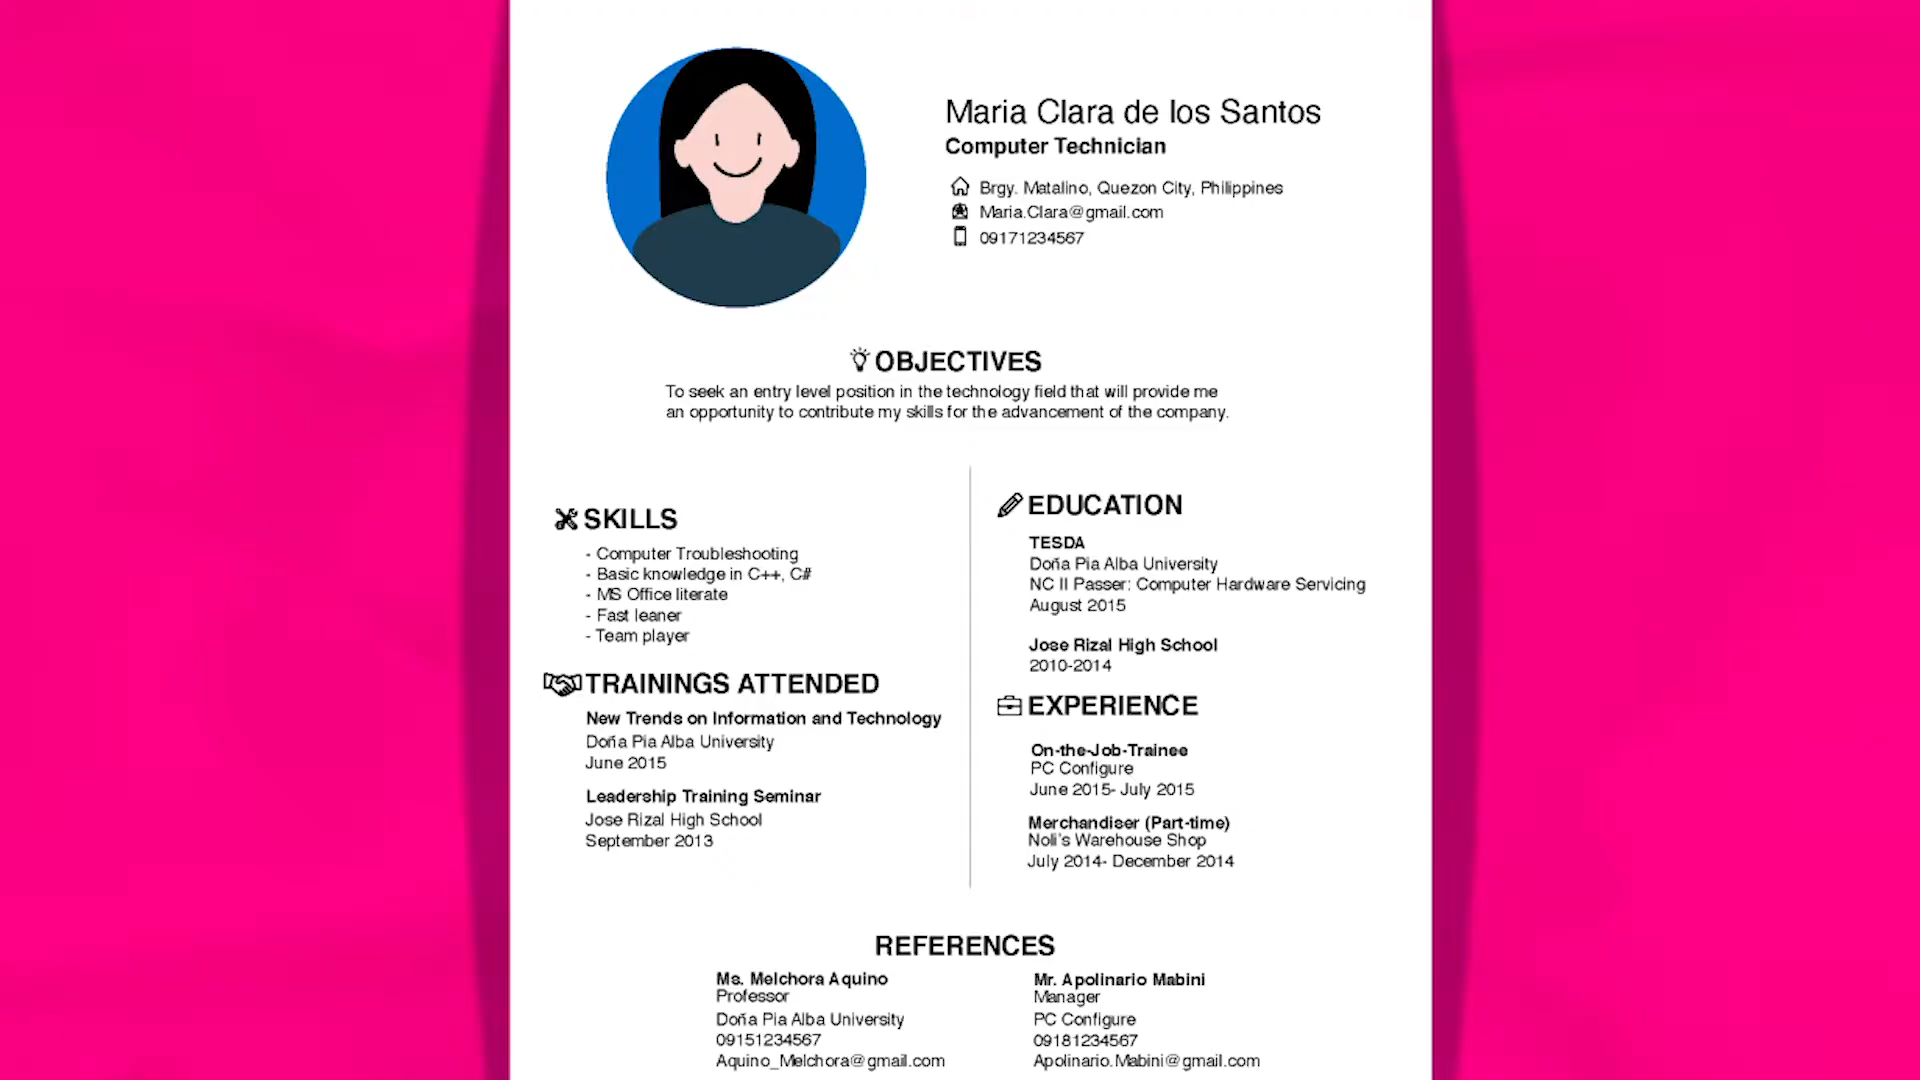 Maria Clara de los Santos
Computer Technician
Brgy. Matalino, Quezon City, Philippines
Maria.Clara@gmail.com
09171234567
OBJECTIVES
To seek an entry level position in the technology field that will provide me
an opportunity to contribute my skills for the advancement of the company.
SKILLS
- Computer Troubleshooting
- Basic knowledge in C++, C#
- MS Office literate
- Fast leaner
- Team player
TRAININGS ATTENDED
New Trends on Information and Technology
Doña Pia Alba University
June 2015
Leadership Training Seminar
Jose Rizal High School
September 2013
EDUCATION
TESDA
Doña Pia Alba University
NC II Passer: Computer Hardware Servicing
August 2015
Jose Rizal High School
2010-2014
EXPERIENCE
On-the-Job-Trainee
PC Configure
June 2015- July 2015
Merchandiser (Part-time)
Noli's Warehouse Shop
July 2014- December 2014
REFERENCES
Ms. Melchora Aquino
Professor
Doña Pia Alba University
09151234567
Aquino_Melchora@gmail.com
Mr. Apolinario Mabini
Manager
PC Configure
09181234567
Apolinario.Mabini@gmail.com